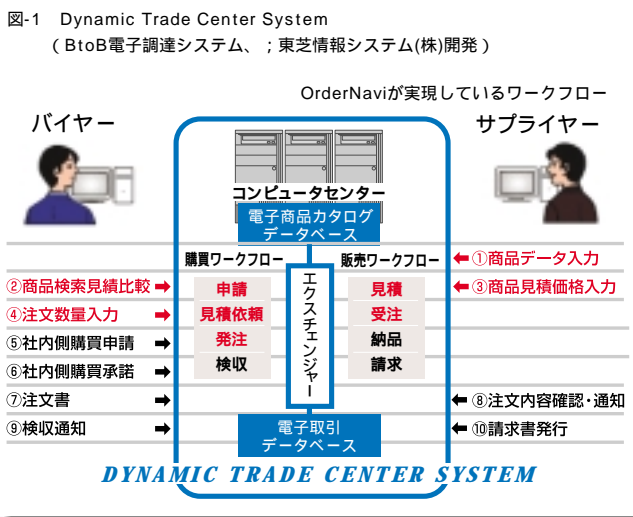 図-1 Dynamic Trade Center System
(BtoB電子調達システム、;東芝情報システム(株)開発)
OrderNaviが実現しているワークフロー
バイヤー
サプライヤー
コンピュータセンター
電子商品カタログ
データベース
購買ワークフロー
販売ワークフロー
①商品データ入力
②商品検索見績比較
申請
見積
③商品見積価格入力
④注文数量入力
見積依頼
受注
⑤社内側購買申請
発注
納品
⑥社内側購買承諾
検収
請求
エクスチェンジャー
⑦注文書
⑧注文内容確認・通知
⑨検収通知
⑩請求書発行
電子取引
データベース
DYNAMIC TRADE CENTER SYSTEM